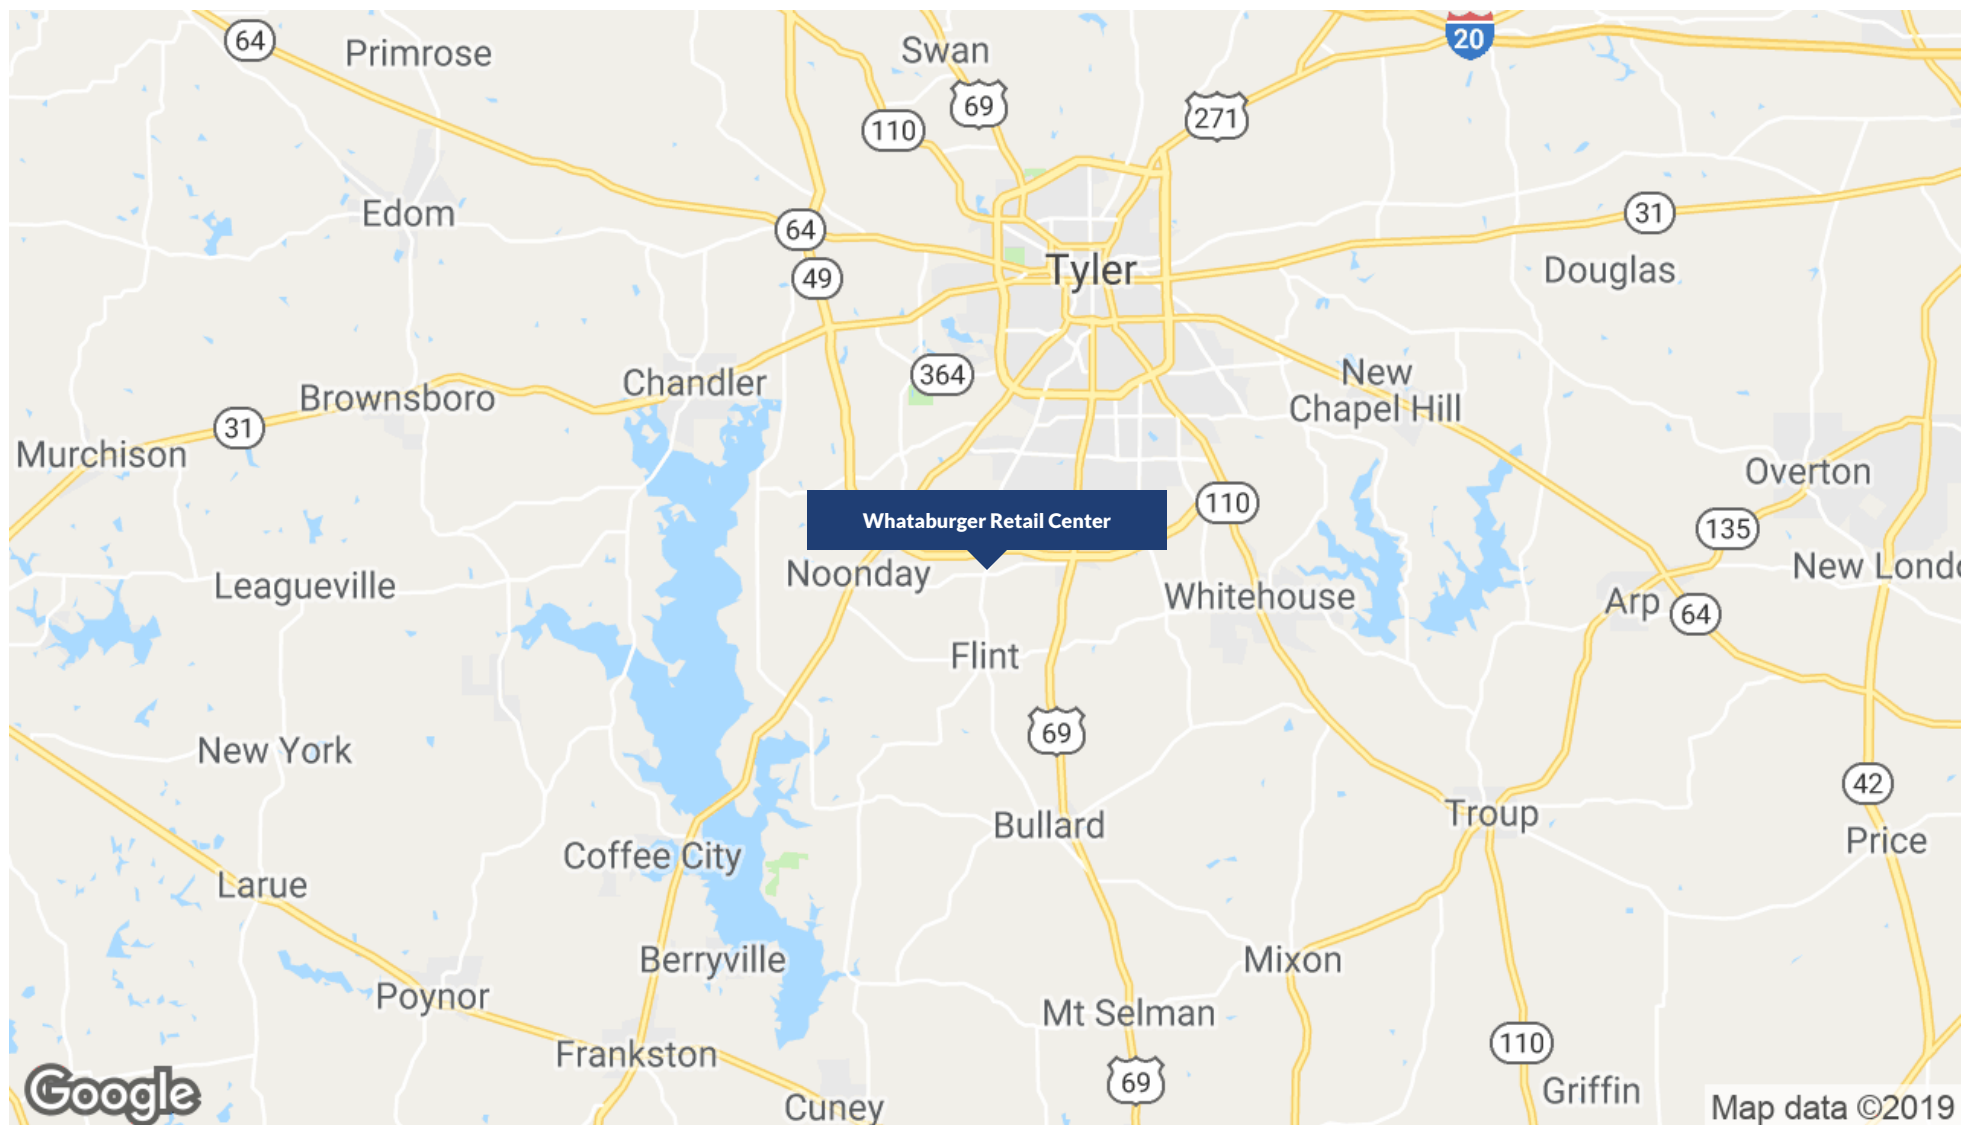 20
64
Primrose
Swan
69
271
110
Edom
31
64
Tyler
Douglas
49
Chandler
364
New
Chapel Hill
Brownsboro
31
Murchison
Overton
110
Whataburger Retail Center
135
New Lond
Noonday
Leagueville
Whitehouse
Arp
64
Flint
69
New York
42
Troup
Bullard
Price
Coffee City
Larue
Berryville
Mixon
Poynor
Mt Selman
110
Frankston
69
Griffin
Google
Cuney
Map data ©2019